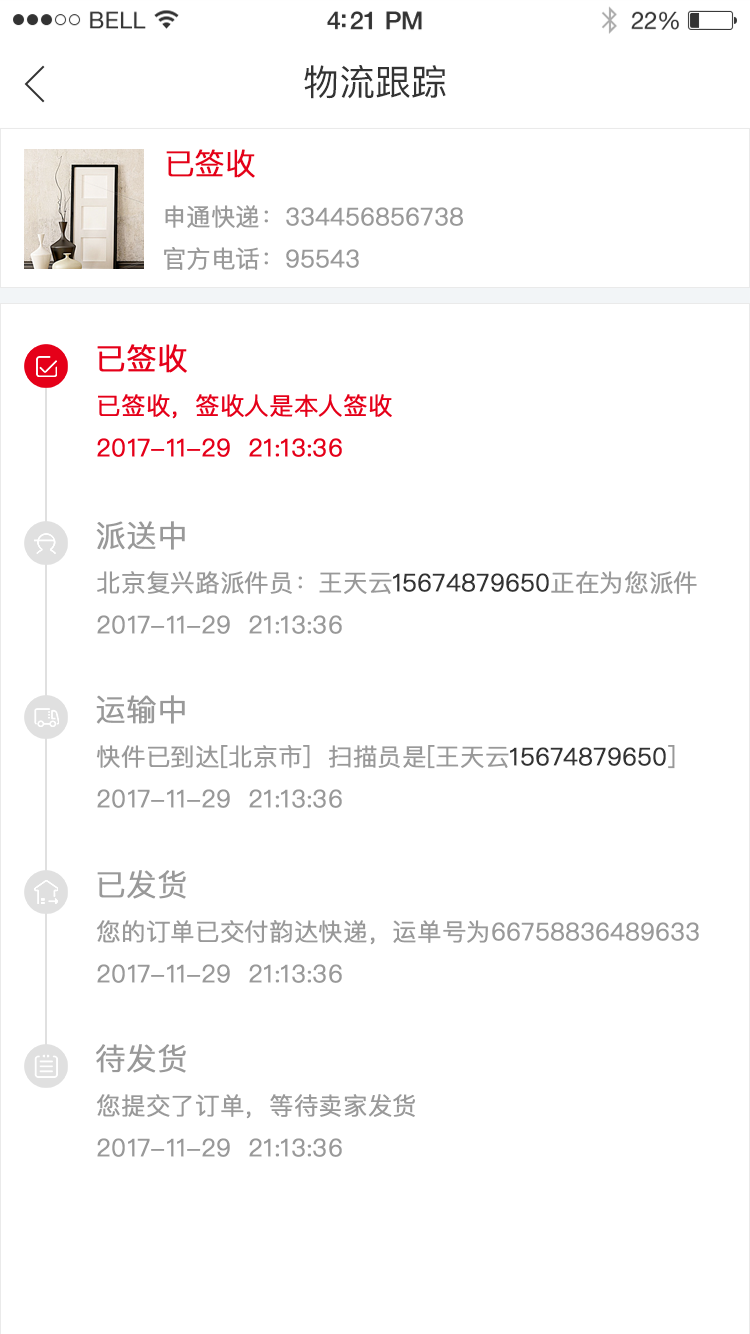 BELL 4:21 PM 22%
物流跟踪
已签收
申通快递：334456856738
官方电话：95543
已签收
已签收，签收人是本人签收
2017-11-29 21:13:36
派送中
北京复兴路派件员：王天云15674879650正在为您派件
2017-11-29 21:13:36
运输中
快件已到达[北京市] 扫描员是[王天云15674879650]
2017-11-29 21:13:36
已发货
您的订单已交付韵达快递，运单号为66758836489633
2017-11-29 21:13:36
待发货
您提交了订单，等待卖家发货
2017-11-29 21:13:36